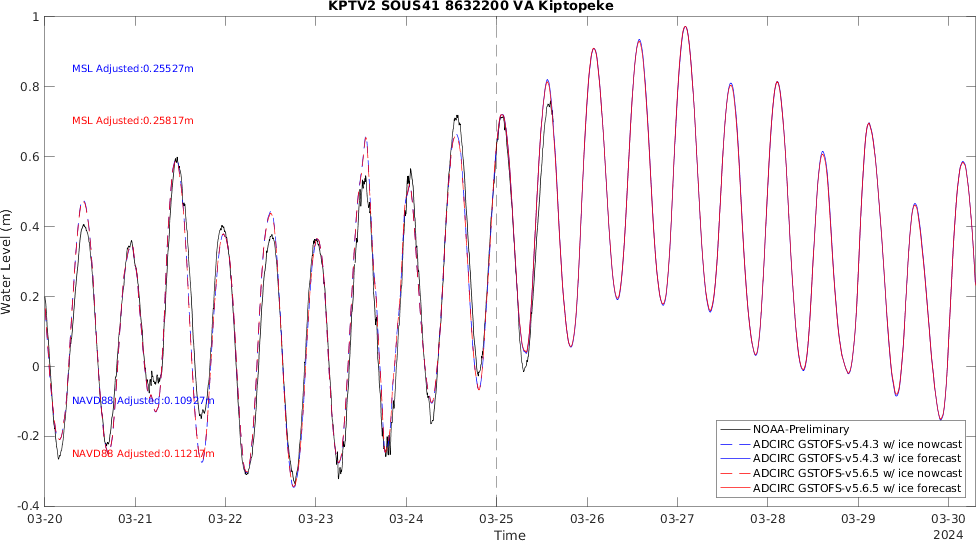 KPTV2 SOUS41 8632200 VA Kiptopeke
1
0.8
0.6
0.4
0.2
0
-0.2
-0.4
Water Level (m)
MSL Adjusted:0.25527m
MSL Adjusted:0.25817m
NAVD88 Adjusted:0.10927m
NAVD88 Adjusted:0.11217m
NOAA-Preliminary
ADCIRC GSTOFS-v5.4.3 w/ ice nowcast
ADCIRC GSTOFS-v5.4.3 w/ ice forecast
ADCIRC GSTOFS-v5.6.5 w/ ice nowcast
ADCIRC GSTOFS-v5.6.5 w/ ice forecast
03-20 03-21 03-22 03-23 03-24 03-25 03-26 03-27 03-28 03-29 03-30
Time
2024